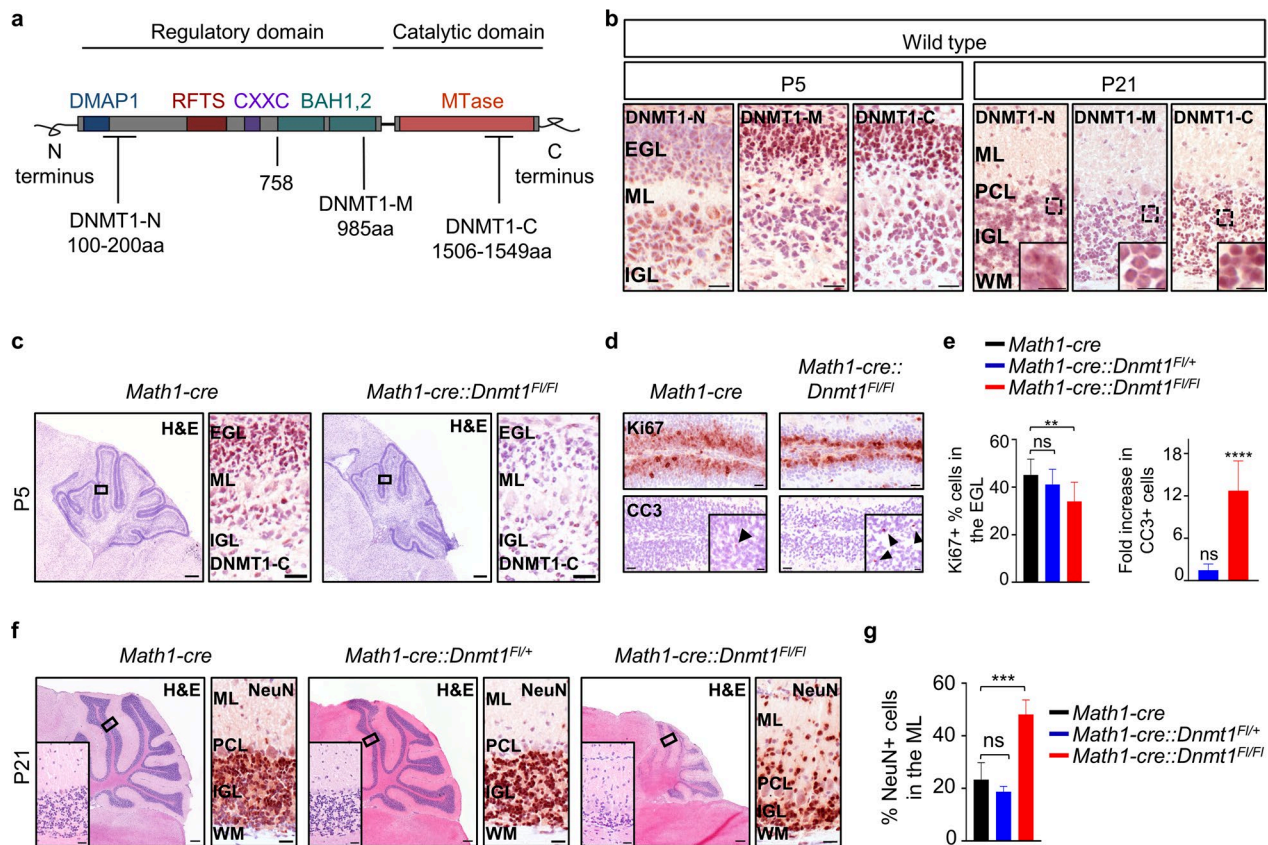 a
Regulatory domain
Catalytic domain
DMAP1
RFTS
CXXC
BAH1,2
MTase
N
terminus
C
terminus
758
DNMT1-N
100-200aa
DNMT1-M
985aa
DNMT1-C
1506-1549aa
b
Wild type
P5
P21
DNMT1-N
DNMT1-M
DNMT1-C
EGL
ML
IGL
DNMT1-N
DNMT1-M
DNMT1-C
ML
PCL
IGL
WM
c
Math1-cre
Math1-cre::Dnmt1Fl/Fl
P5
H&E
EGL
ML
IGL
DNMT1-C
H&E
EGL
ML
IGL
DNMT1-C
d
Math1-cre
Math1-cre::
Dnmt1Fl/Fl
Ki67
CC3
e
Math1-cre
Math1-cre::Dnmt1Fl/+
Math1-cre::Dnmt1Fl/Fl
Ki67+ % cells in
the EGL
60
40
20
0
**
ns
Fold increase in
CC3+ cells
18
12
6
0
ns
****
f
Math1-cre
Math1-cre::Dnmt1Fl/+
Math1-cre::Dnmt1Fl/Fl
P21
H&E
NeuN
ML
PCL
IGL
WM
H&E
NeuN
ML
PCL
IGL
WM
H&E
NeuN
ML
PCL
IGL
WM
g
% NeuN+ cells
in the ML
60
40
20
0
***
ns
Math1-cre
Math1-cre::Dnmt1Fl/+
Math1-cre::Dnmt1Fl/Fl